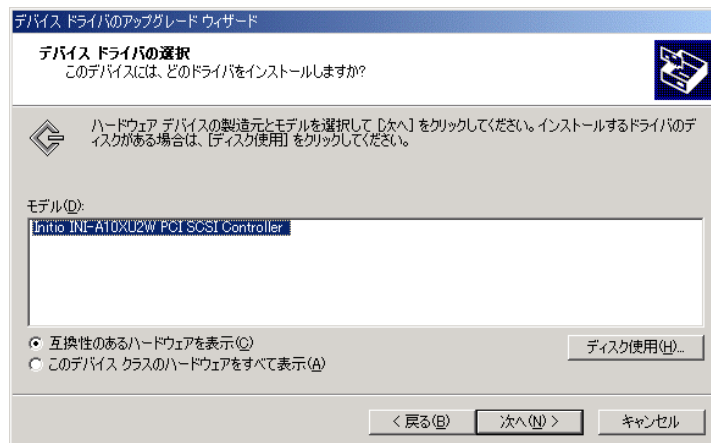 デバイス ドライバのアップグレード ウィザード
デバイス ドライバの選択
このデバイスには、どのドライバをインストールしますか?
ハードウェア デバイスの製造元とモデルを選択して [次へ] をクリックしてください。インストールするドライバのデ
ィスクがある場合は、[ディスク使用] をクリックしてください。
モデル(D):
Initio INI-A10XU2W PCI SCSI Controller
互換性のあるハードウェアを表示(C)
このデバイス クラスのハードウェアをすべて表示(A)
ディスク使用(H)...
< 戻る(B)
次へ(N) >
キャンセル